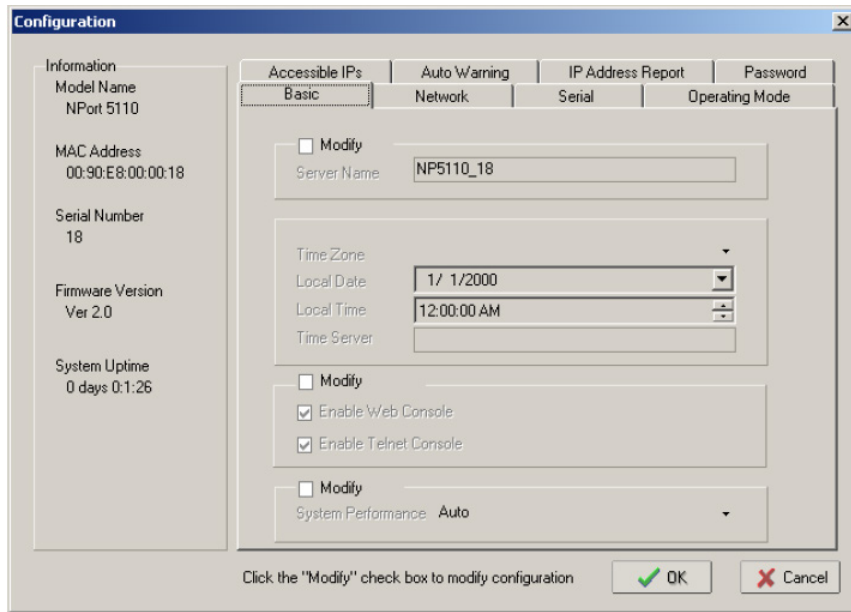 Configuration
Information
Model Name
NPort 5110
MAC Address
00:90:E8:00:00:18
Serial Number
18
Firmware Version
Ver 2.0
System Uptime
0 days 0:1:26
Accessible IPs
Auto Warning
IP Address Report
Password
Basic
Network
Serial
Operating Mode
Modify
Server Name
NP5110_18
Time Zone
Local Date
1/ 1/2000
Local Time
12:00:00 AM
Time Server
Modify
Enable Web Console
Enable Telnet Console
Modify
System Performance
Auto
Click the "Modify" check box to modify configuration
OK
Cancel